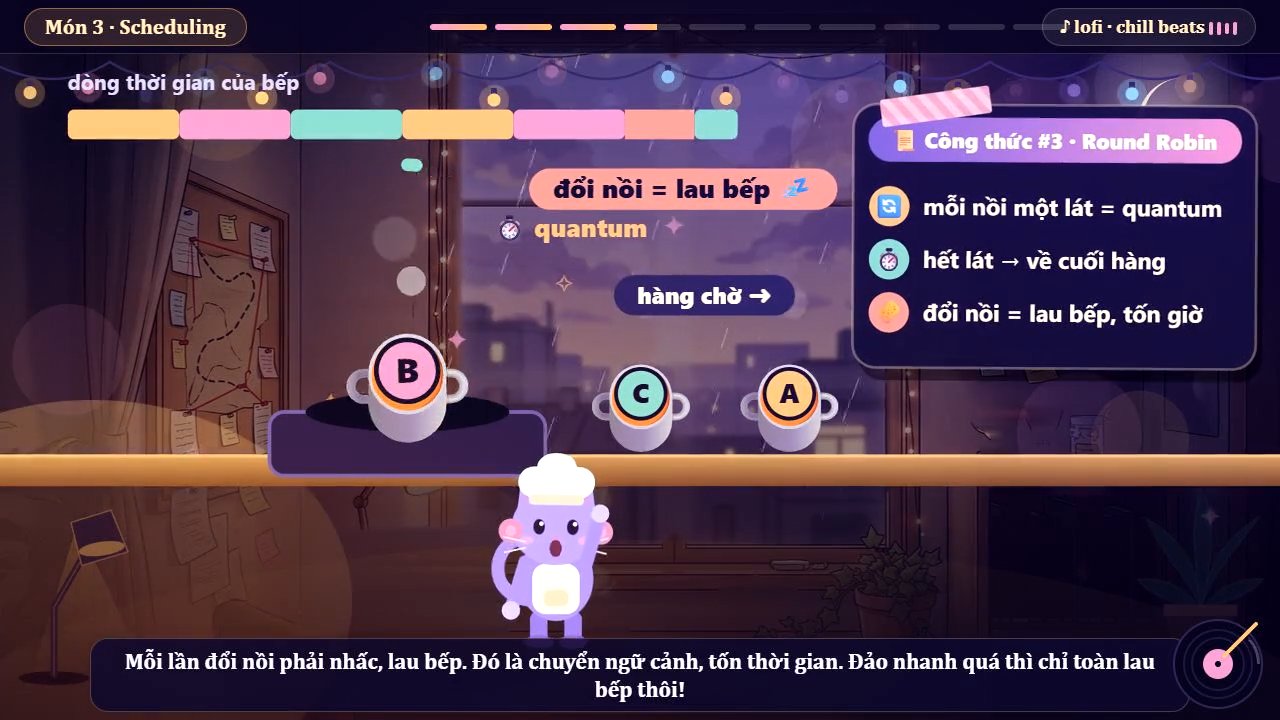 Món 3 · Scheduling
♪ lofi · chill beats
dòng thời gian của bếp
đổi nồi = lau bếp 💤
quantum
hàng chờ →
Công thức #3 · Round Robin
mỗi nồi một lát = quantum
hết lát → về cuối hàng
đổi nồi = lau bếp, tốn giờ
B
C
A
Mỗi lần đổi nồi phải nhấc, lau bếp. Đó là chuyển ngữ cảnh, tốn thời gian. Đảo nhanh quá thì chỉ toàn lau
bếp thôi!